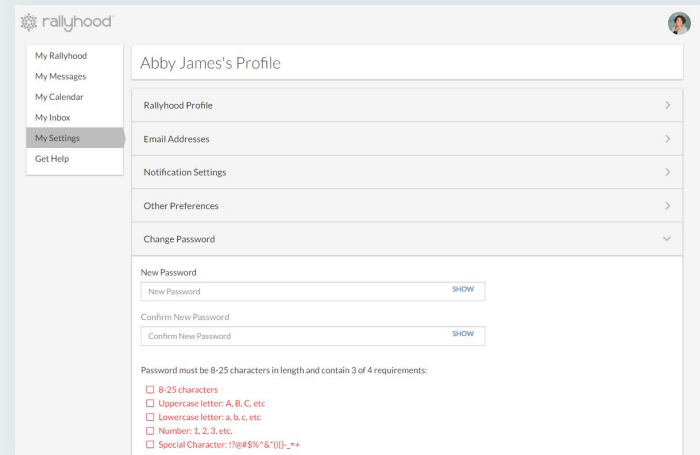 rallyhood
My Rallyhood
My Messages
My Calendar
My Inbox
My Settings
Get Help
Abby James's Profile
Rallyhood Profile
Email Addresses
Notification Settings
Other Preferences
Change Password
New Password
New Password SHOW
Confirm New Password
Confirm New Password SHOW
Password must be 8-25 characters in length and contain 3 of 4 requirements:
8-25 characters
Uppercase letter: A, B, C, etc
Lowercase letter: a, b, c, etc
Number: 1, 2, 3, etc.
Special Character: !?@#$%^&*()[]-_=+